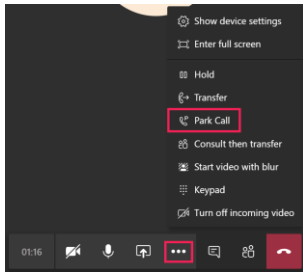 Show device settings
Enter full screen
Hold
Transfer
Park Call
Consult then transfer
Start video with blur
Keypad
Turn off incoming video
01:16